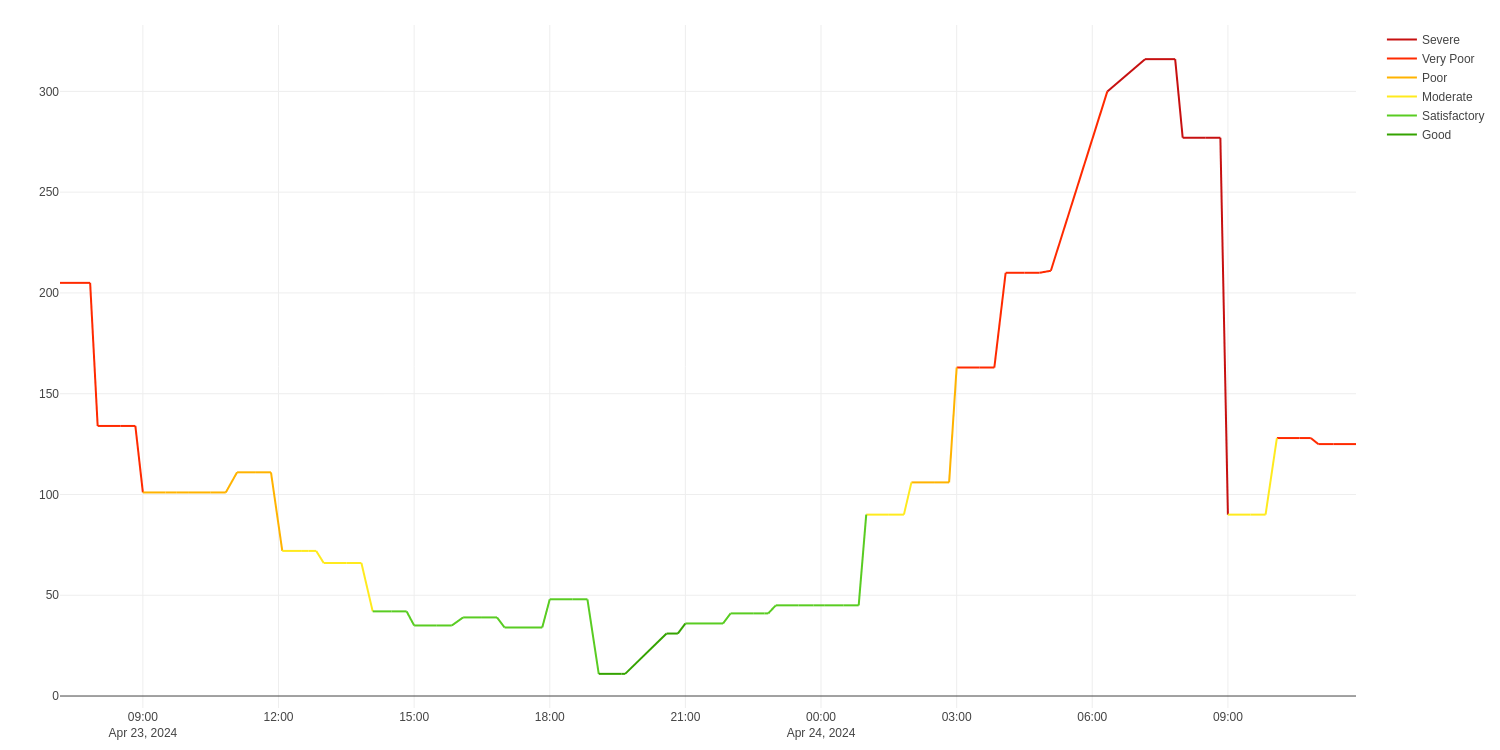 300
250
200
150
100
50
0
09:00 12:00 15:00 18:00 21:00 00:00 03:00 06:00 09:00
Apr 23, 2024 Apr 24, 2024
Severe
Very Poor
Poor
Moderate
Satisfactory
Good